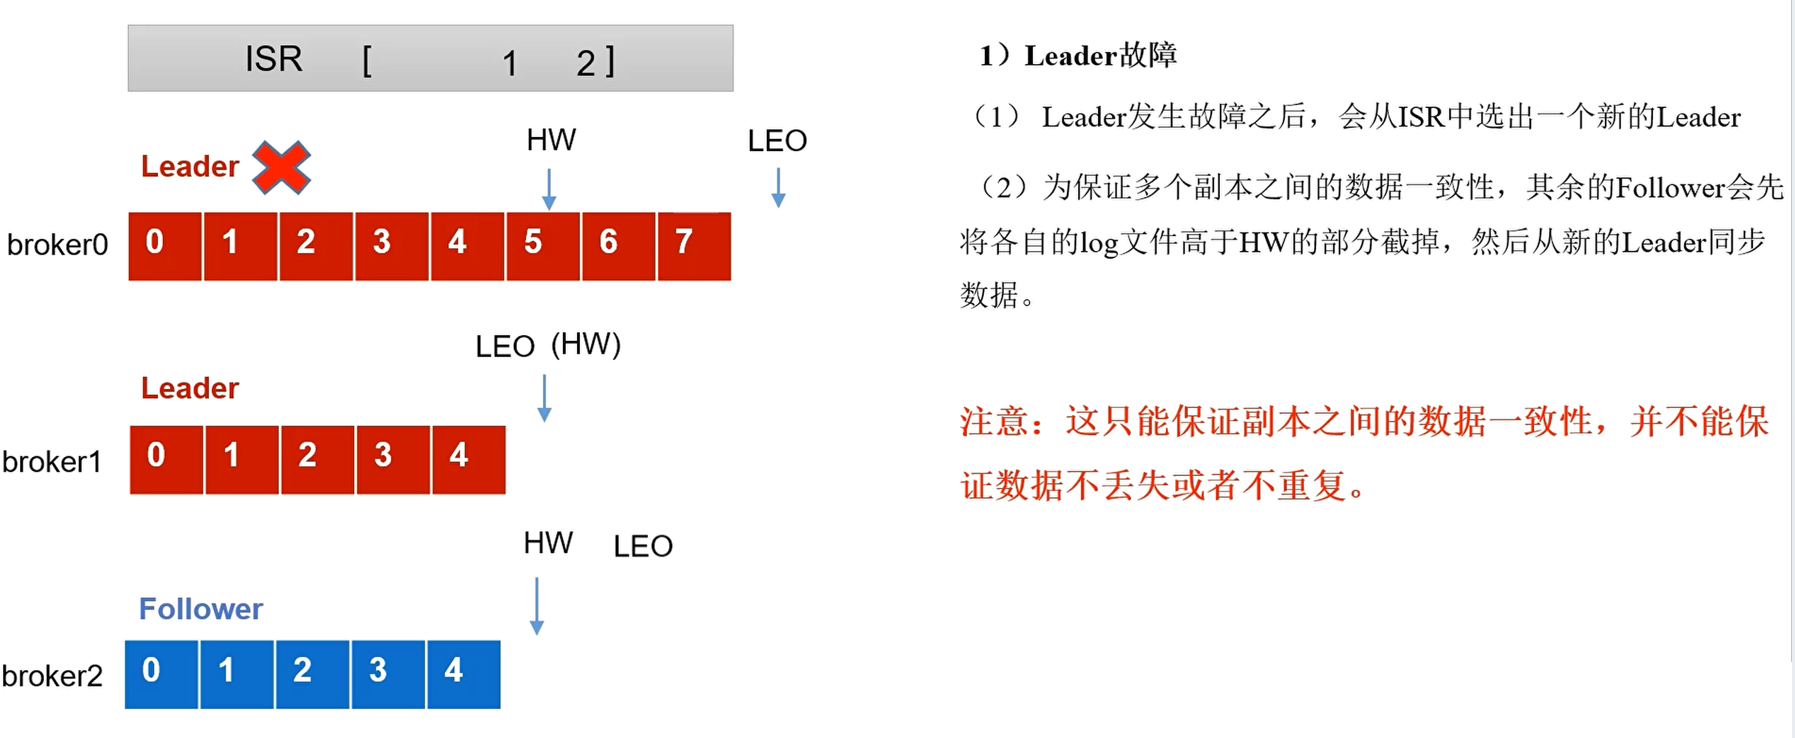 ISR [ 1 2 ]
HW LEO
Leader
broker0 0 1 2 3 4 5 6 7
LEO (HW)
Leader
broker1 0 1 2 3 4
HW LEO
Follower
broker2 0 1 2 3 4
1）Leader故障
（1） Leader发生故障之后，会从ISR中选出一个新的Leader
（2）为保证多个副本之间的数据一致性，其余的Follower会先
将各自的log文件高于HW的部分截掉，然后从新的Leader同步
数据。
注意：这只能保证副本之间的数据一致性，并不能保
证数据不丢失或者不重复。